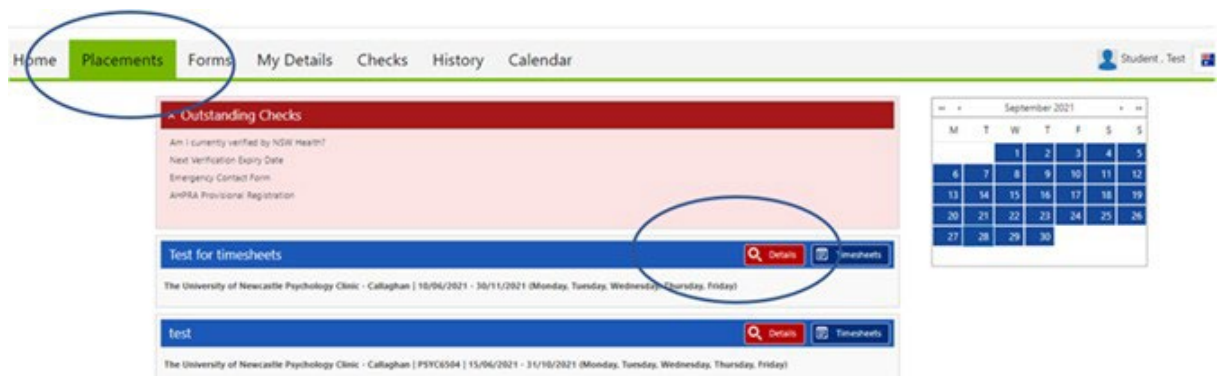 Home Placements Forms My Details Checks History Calendar Student , Test
Outstanding Checks
Am I currently verified by NSW Health?
Next Verification Expiry Date
Emergency Contact Form
AHPRA Provisional Registration
Test for timesheets Details Timesheets
The University of Newcastle Psychology Clinic - Callaghan | 10/06/2021 - 30/11/2021 (Monday, Tuesday, Wednesday, Thursday, Friday)
test Details Timesheets
The University of Newcastle Psychology Clinic - Callaghan | PSYC6504 | 15/06/2021 - 31/10/2021 (Monday, Tuesday, Wednesday, Thursday, Friday)
September 2021
M T W T F S S
1 2 3 4 5
6 7 8 9 10 11 12
13 14 15 16 17 18 19
20 21 22 23 24 25 26
27 28 29 30